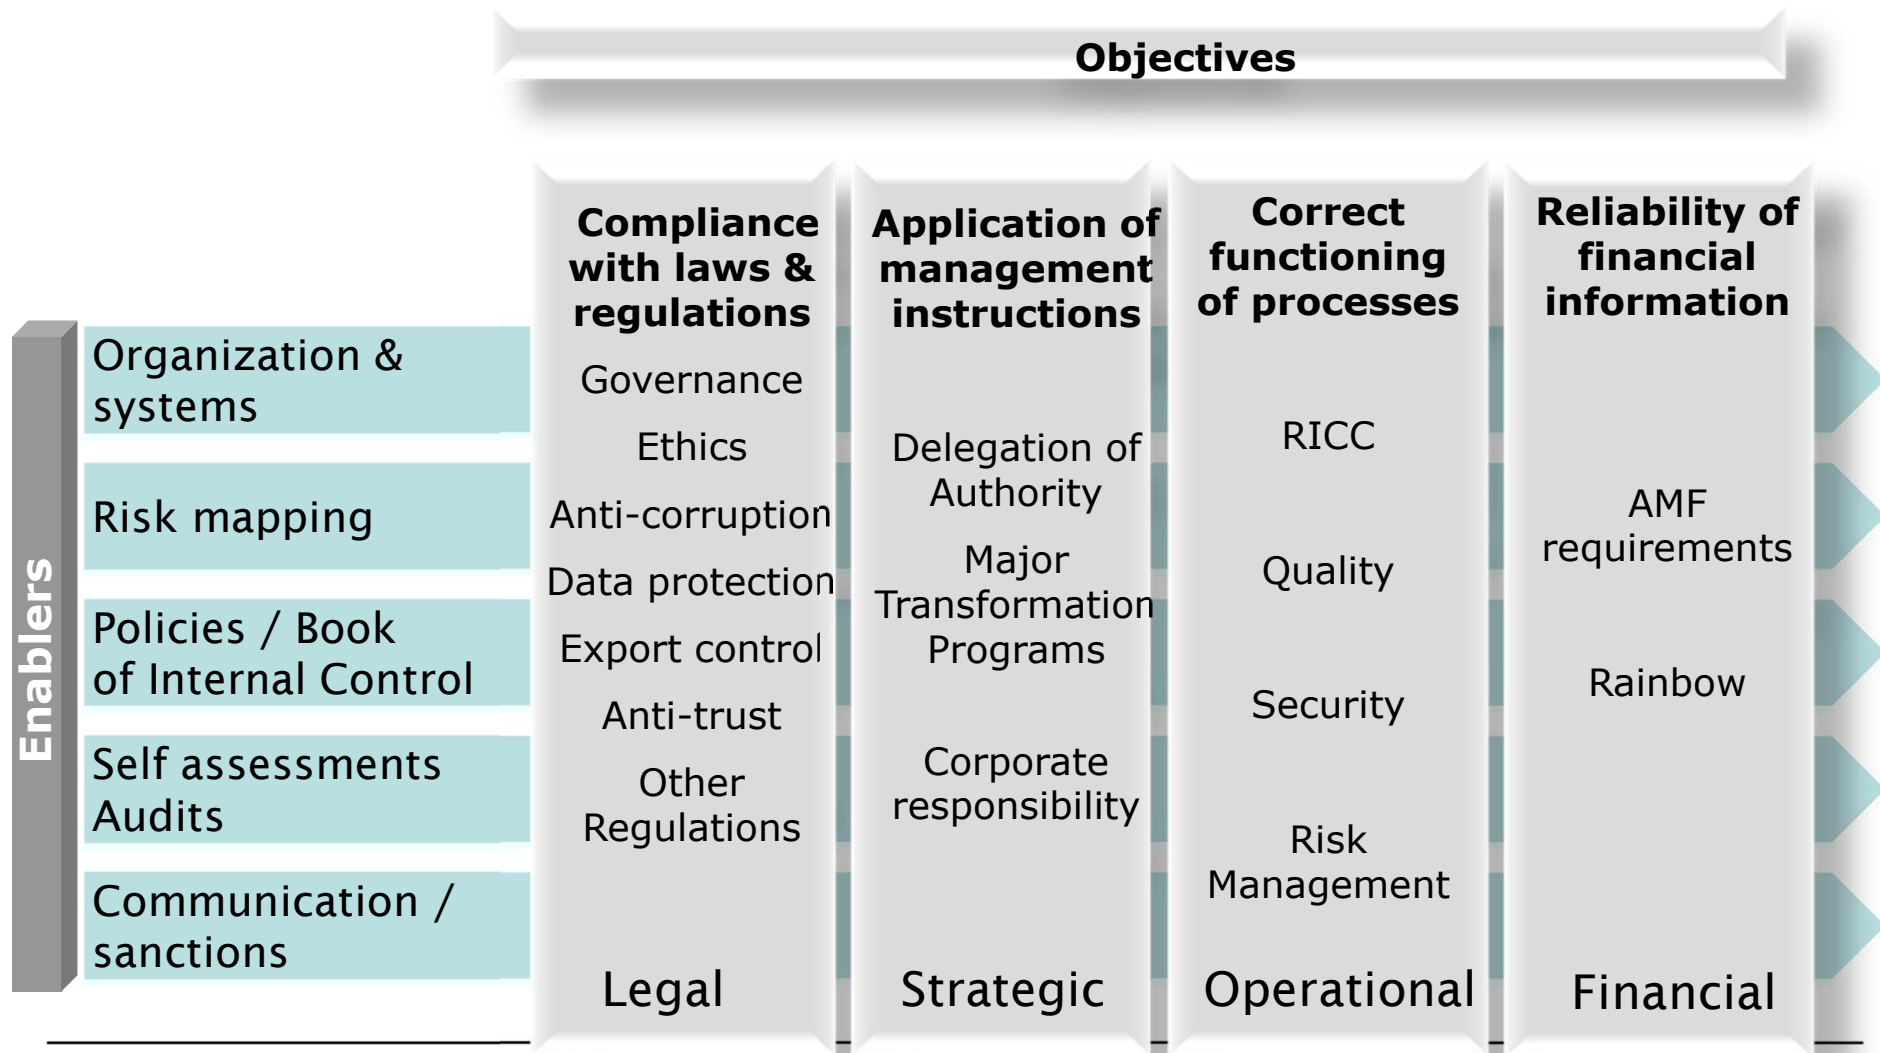 Objectives
Compliance
with laws &
regulations
Governance
Ethics
Anti-corruption
Data protection
Export control
Anti-trust
Other
Regulations
Legal
Application of
management
instructions
Delegation of
Authority
Major
Transformation
Programs
Corporate
responsibility
Strategic
Correct
functioning
of processes
RICC
Quality
Security
Risk
Management
Operational
Reliability of
financial
information
AMF
requirements
Rainbow
Financial
Enablers
Organization &
systems
Risk mapping
Policies / Book
of Internal Control
Self assessments
Audits
Communication /
sanctions